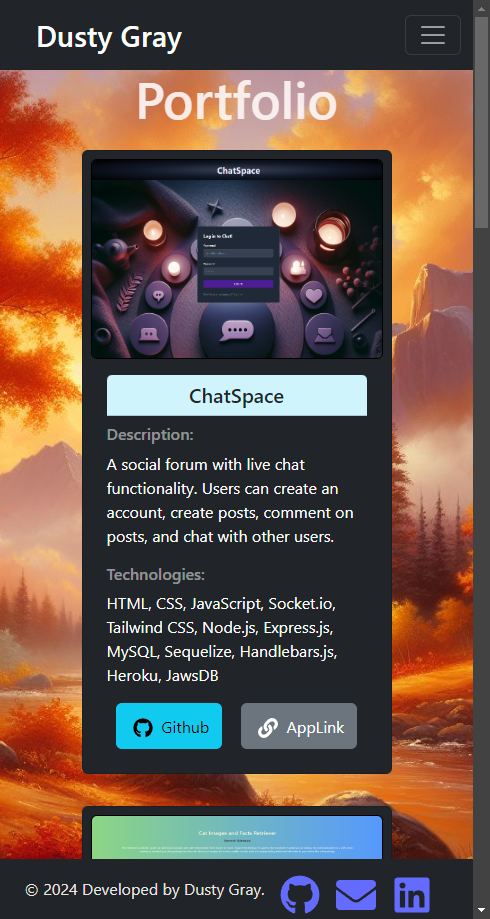 Dusty Gray
Portfolio
ChatSpace
Log in to Chat!
ChatSpace
Description:
A social forum with live chat
functionality. Users can create an
account, create posts, comment on
posts, and chat with other users.
Technologies:
HTML, CSS, JavaScript, Socket.io,
Tailwind CSS, Node.js, Express.js,
MySQL, Sequelize, Handlebars.js,
Heroku, JawsDB
Github
AppLink
Cat Images and Facts Retriever
© 2024 Developed by Dusty Gray.